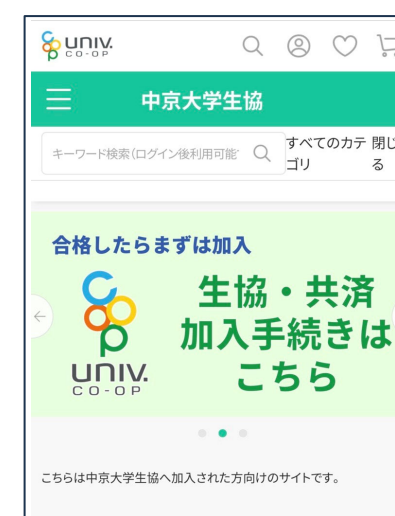 UNIV.
CO-OP
中京大学生協
キーワード検索(ログイン後利用可能
すべてのカテ 閉じ
ゴリ る
合格したらまずは加入
生協・共済
加入手続きは
こちら
UNIV.
CO-OP
こちらは中京大学生協へ加入された方向けのサイトです。